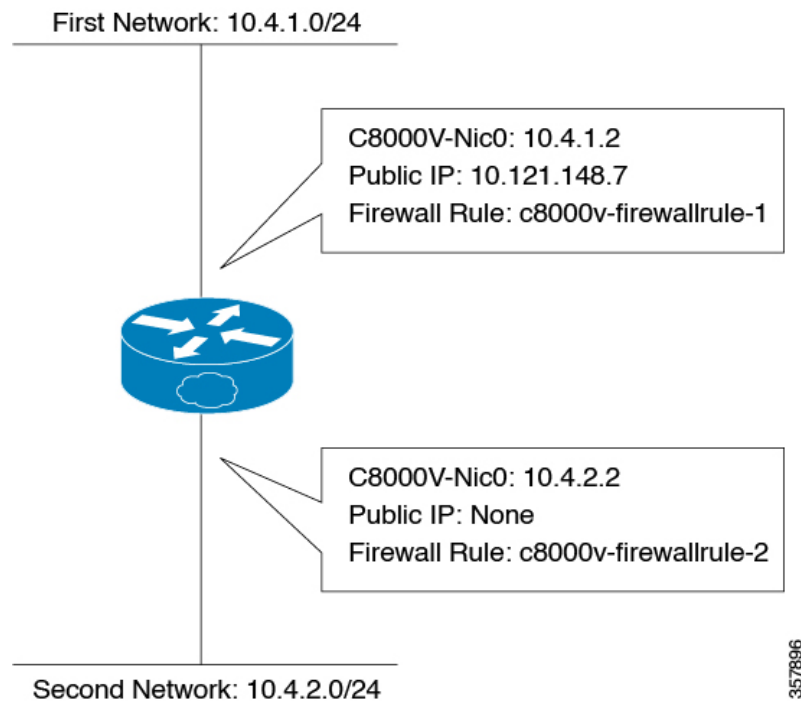 First Network: 10.4.1.0/24
C8000V-Nic0: 10.4.1.2
Public IP: 10.121.148.7
Firewall Rule: c8000v-firewallrule-1
C8000V-Nic0: 10.4.2.2
Public IP: None
Firewall Rule: c8000v-firewallrule-2
Second Network: 10.4.2.0/24
357896